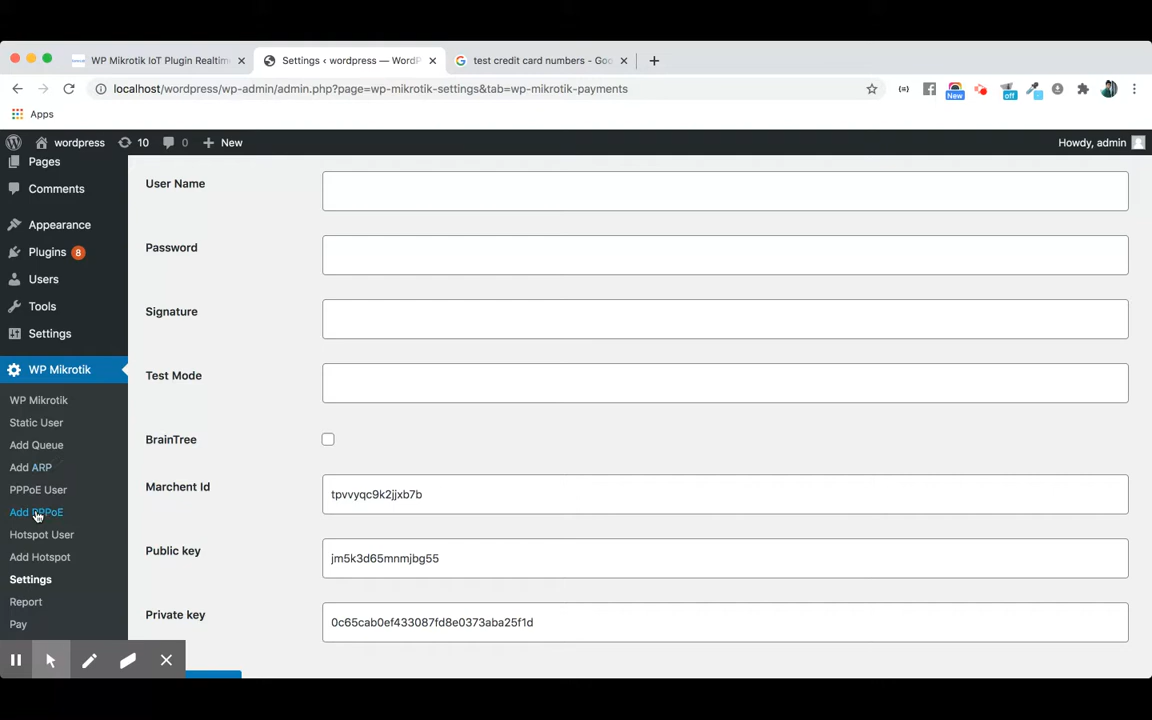 WP Mikrotik IoT Plugin Realtim
Settings ‹ wordpress — WordP
test credit card numbers - Goo
localhost/wordpress/wp-admin/admin.php?page=wp-mikrotik-settings&tab=wp-mikrotik-payments
New
off
Apps
wordpress
10
0
New
Howdy, admin
Pages
Comments
Appearance
Plugins 8
Users
Tools
Settings
WP Mikrotik
WP Mikrotik
Static User
Add Queue
Add ARP
PPPoE User
Add PPPoE
Hotspot User
Add Hotspot
Settings
Report
Pay
User Name
Password
Signature
Test Mode
BrainTree
Marchent Id
tpvvyqc9k2jjxb7b
Public key
jm5k3d65mnmjbg55
Private key
0c65cab0ef433087fd8e0373aba25f1d